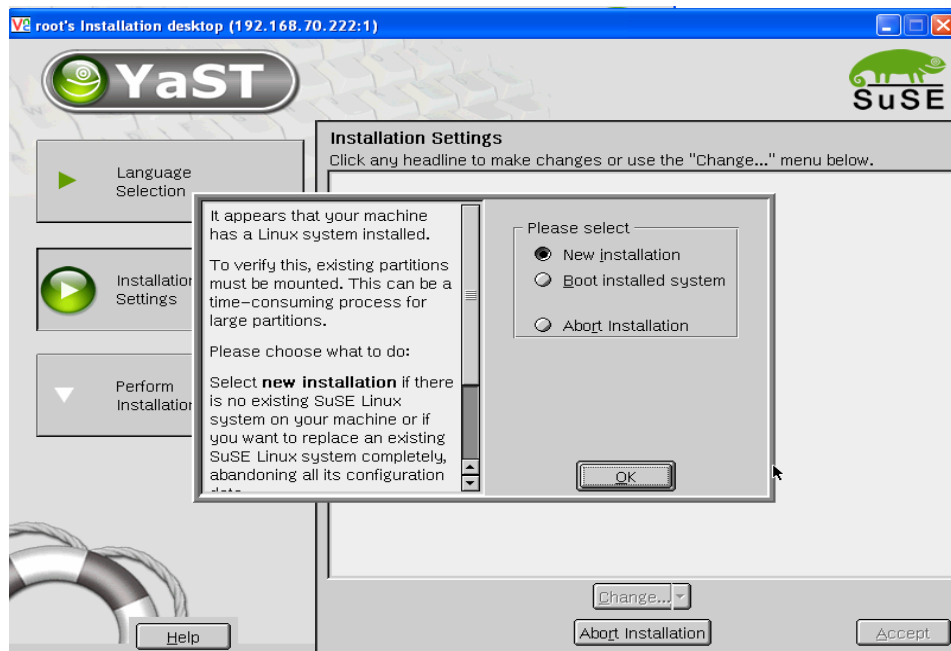 root's Installation desktop (192.168.70.222:1)
YaST
SuSE
Language
Selection
Installation
Settings
Perform
Installation
Help
Installation Settings
Click any headline to make changes or use the "Change..." menu below.
It appears that your machine
has a Linux system installed.
To verify this, existing partitions
must be mounted. This can be a
time-consuming process for
large partitions.
Please choose what to do:
Select new installation if there
is no existing SuSE Linux
system on your machine or if
you want to replace an existing
SuSE Linux system completely,
abandoning all its configuration
Please select
New installation
Boot installed system
Abort Installation
OK
Change...
Abort Installation
Accept